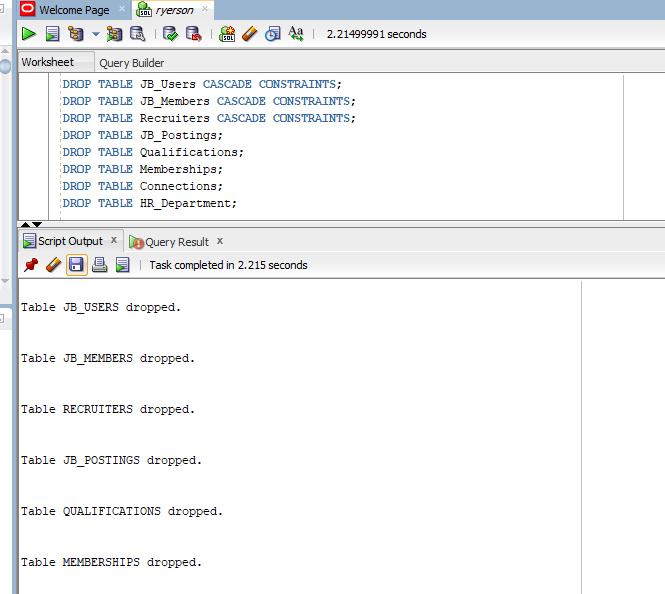 Welcome Page
ryerson
2.21499991 seconds
Worksheet
Query Builder
DROP TABLE JB_Users CASCADE CONSTRAINTS;
DROP TABLE JB_Members CASCADE CONSTRAINTS;
DROP TABLE Recruiters CASCADE CONSTRAINTS;
DROP TABLE JB_Postings;
DROP TABLE Qualifications;
DROP TABLE Memberships;
DROP TABLE Connections;
DROP TABLE HR_Department;
Script Output x
Query Result x
Task completed in 2.215 seconds
Table JB_USERS dropped.
Table JB_MEMBERS dropped.
Table RECRUITERS dropped.
Table JB_POSTINGS dropped.
Table QUALIFICATIONS dropped.
Table MEMBERSHIPS dropped.